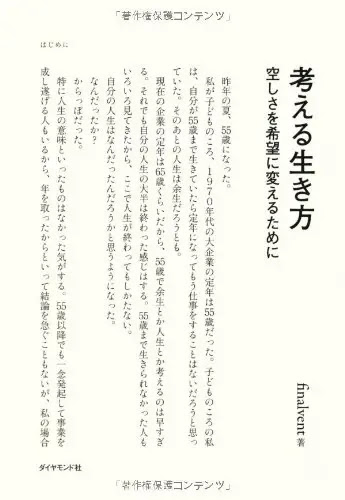 「著作権保護コンテンツ」
考える生き方
空しさを希望に変えるために
finalvent 著
はじめに
昨年の夏、55歳になった。
私が子どものころ、1970年代の大企業の定年は55歳だった。子どものころの私
は、自分が55歳まで生きていたら定年になってもう仕事をすることはないだろうと思っ
ていた。そのあとの人生は余生だろうとも。
現在の企業の定年は65歳くらいだから、55歳で余生とか人生とか考えるのは早すぎ
る。それでも自分の人生の大半は終わった感じはする。55歳まで生きられなかった人も
いろいろ見てきたから、ここで人生が終わってもしかたない。
自分の人生はなんだったんだろうかと思うようになった。
なんだったか?
からっぽだった。
特に人生の意味といったものはなかった気がする。55歳以降でも一念発起して事業を
成し遂げる人もいるから、年を取ったからといって結論を急ぐこともないが、私の場合
ダイヤモンド社
「著作権保護コンテンツ」